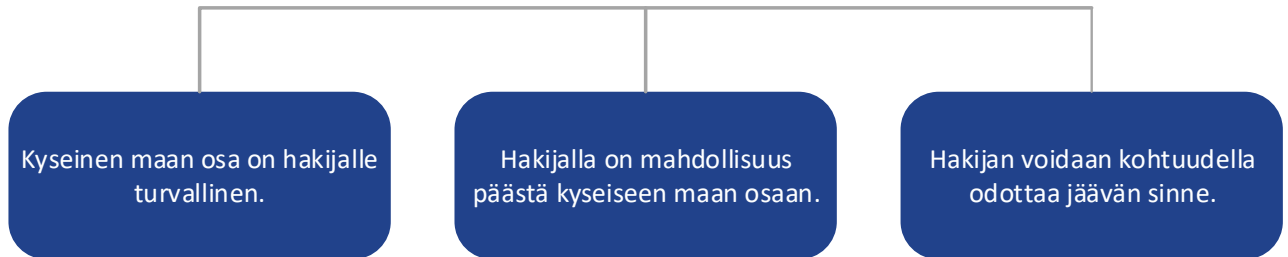 Kyseinen maan osa on hakijalle
turvallinen.
Hakijalla on mahdollisuus
päästä kyseiseen maan osaan.
Hakijan voidaan kohtuudella
odottaa jäävän sinne.